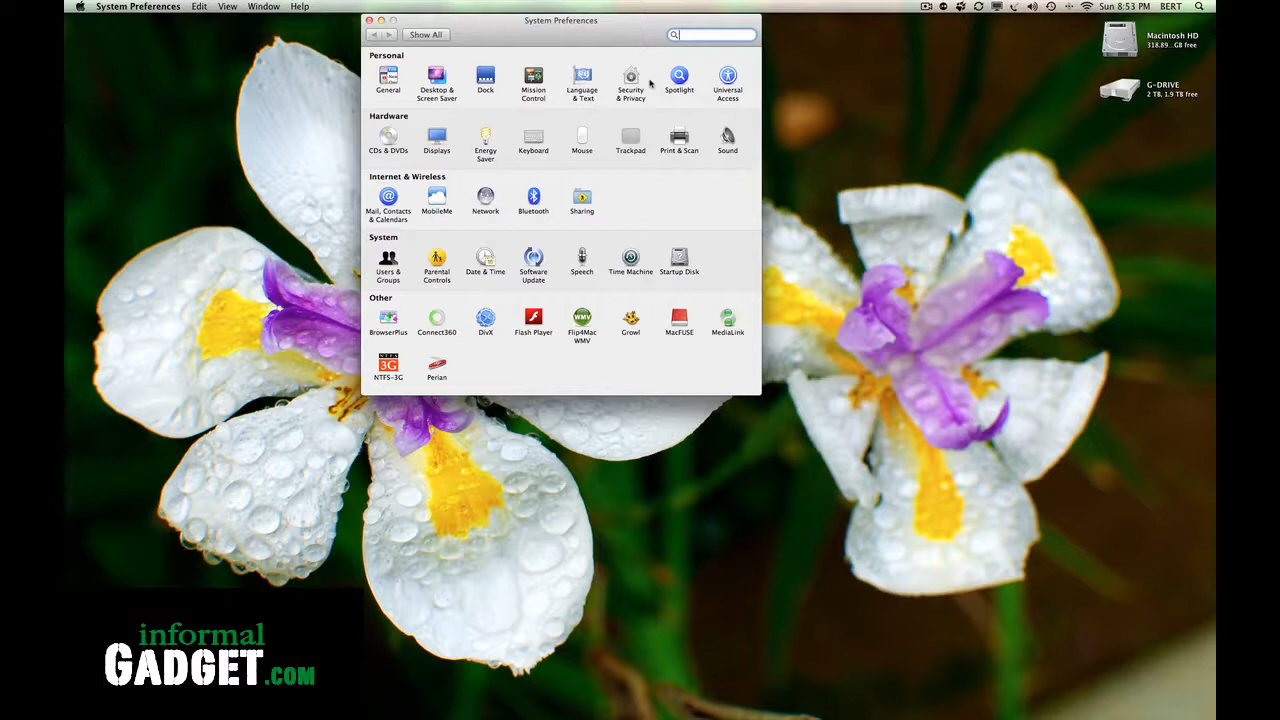 System Preferences Edit View Window Help
Sun 8:53 PM BERT
System Preferences
Show All
Macintosh HD
318.89...GB free
G-DRIVE
2 TB, 1.9 TB free
Personal
General
Desktop &
Screen Saver
Dock
Mission
Control
Language
& Text
Security
& Privacy
Spotlight
Universal
Access
Hardware
CDs & DVDs
Displays
Energy
Saver
Keyboard
Mouse
Trackpad
Print & Scan
Sound
Internet & Wireless
Mail, Contacts
& Calendars
MobileMe
Network
Bluetooth
Sharing
System
Users &
Groups
Parental
Controls
Date & Time
Software
Update
Speech
Time Machine
Startup Disk
Other
BrowserPlus
Connect360
DivX
Flash Player
WMV
Flip4Mac
WMV
Growl
MacFUSE
MediaLink
NTFS
3G
NTFS-3G
Perian
informal
GADGET.COM